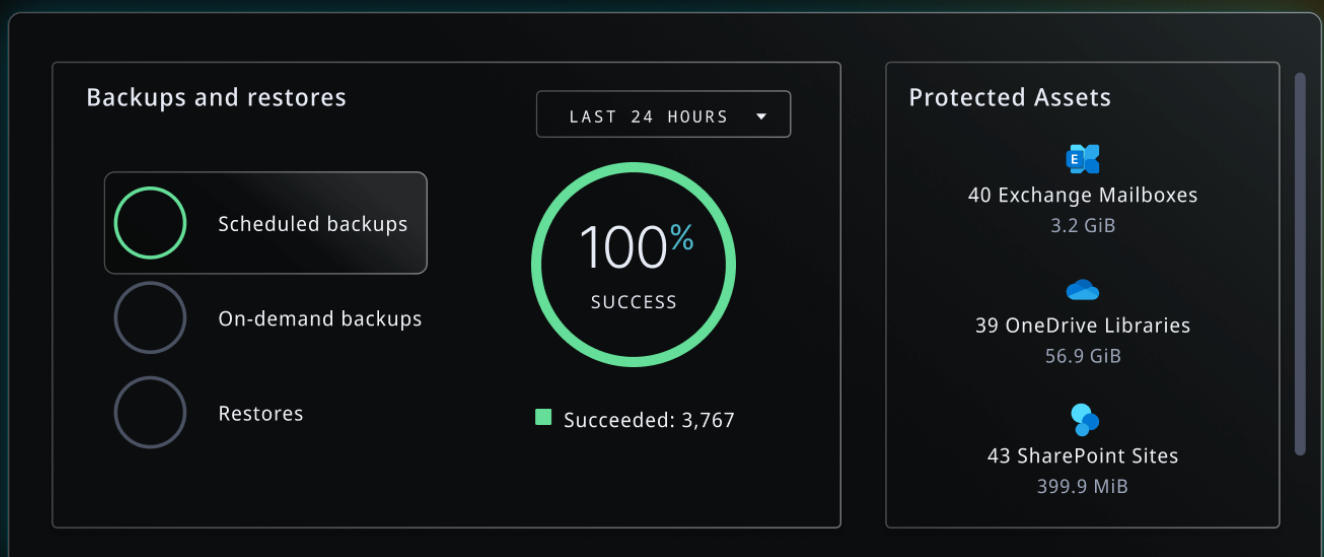 Backups and restores
LAST 24 HOURS
Scheduled backups
On-demand backups
Restores
100%
SUCCESS
Succeeded: 3,767
Protected Assets
E
40 Exchange Mailboxes
3.2 GiB
39 OneDrive Libraries
56.9 GiB
43 SharePoint Sites
399.9 MiB